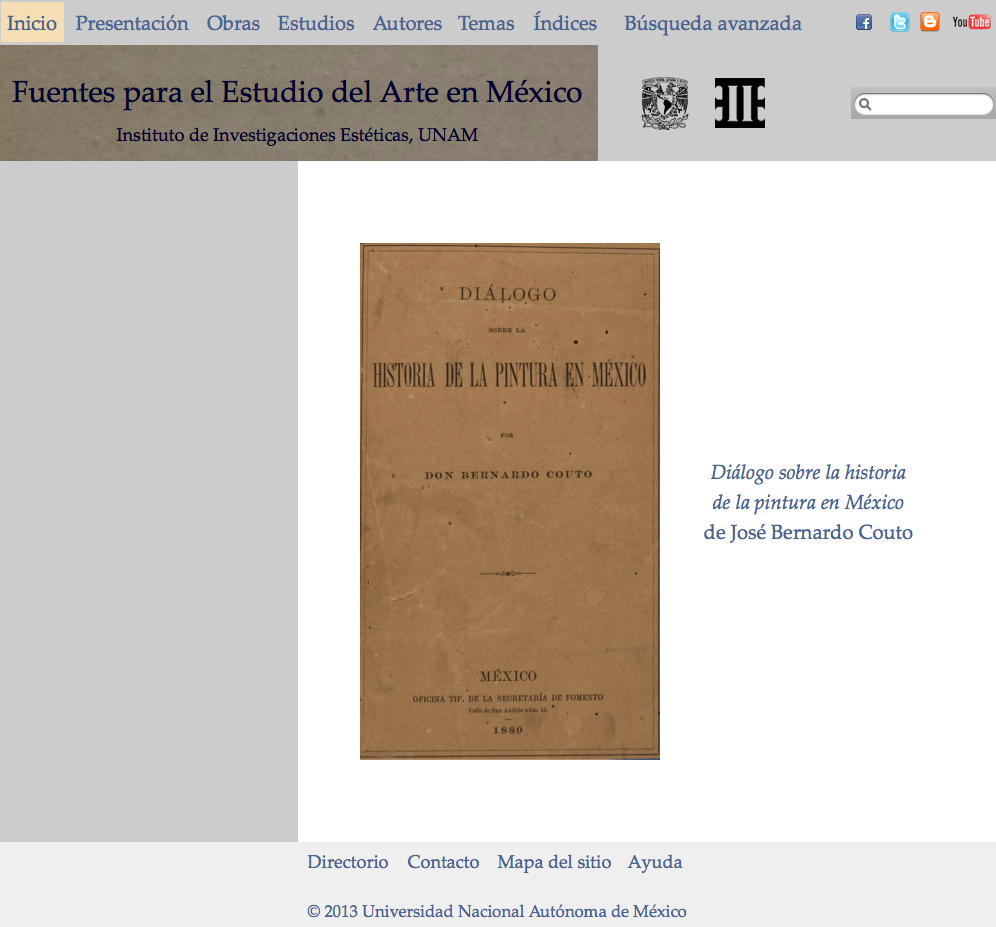 Inicio Presentación Obras Estudios Autores Temas Índices Búsqueda avanzada
You Tube
Fuentes para el Estudio del Arte en México
Instituto de Investigaciones Estéticas, UNAM
DIÁLOGO
SOBRE LA
HISTORIA DE LA PINTURA EN MÉXICO
POR
DON BERNARDO COUTO
Diálogo sobre la historia
de la pintura en México
de José Bernardo Couto
MÉXICO
OFICINA TIP. DE LA SECRETARÍA DE FOMENTO
Calle de San Andrés núm. 15.
1889
Directorio Contacto Mapa del sitio Ayuda
© 2013 Universidad Nacional Autónoma de México